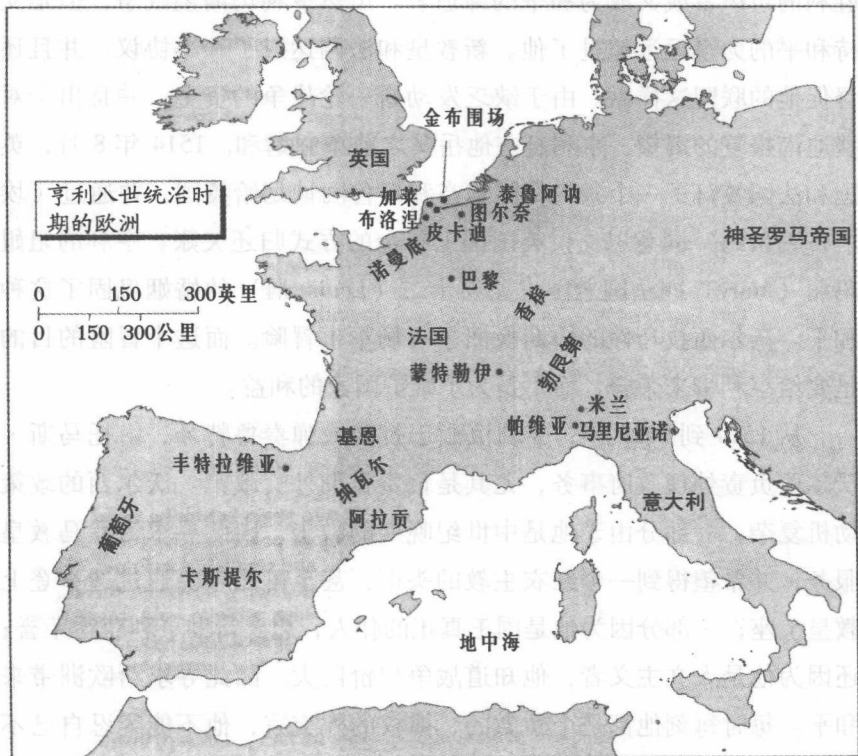 金布围场
英国
加莱
泰鲁阿讷
布洛涅
图尔奈
亨利八世统治时
期的欧洲
皮卡迪
神圣罗马帝国
诺曼底
巴黎
0 150 300英里
0 150 300公里
香槟
法国
勃艮第
蒙特勒伊
米兰
帕维亚
马里尼亚诺
基恩
丰特拉维亚
纳瓦尔
意大利
阿拉贡
葡萄牙
卡斯提尔
地中海